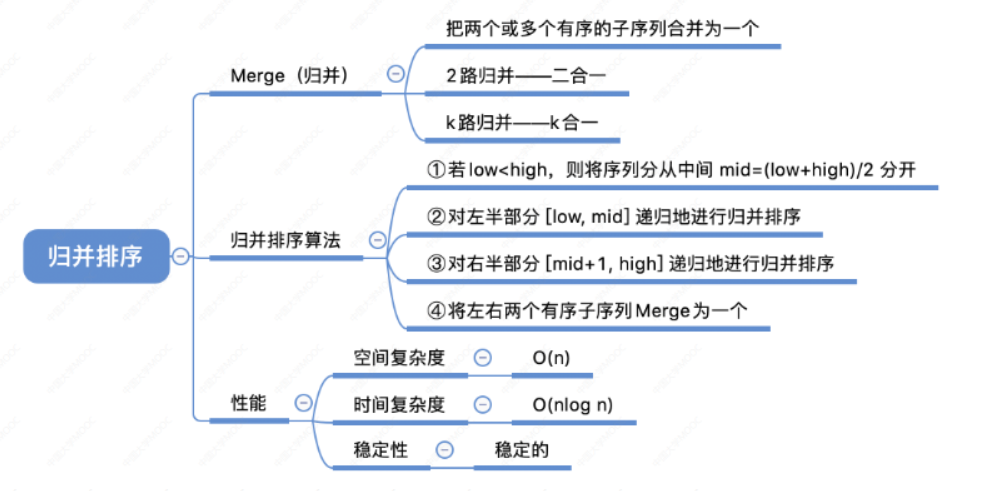 归并排序
Merge（归并）
把两个或多个有序的子序列合并为一个
2路归并——二合一
k路归并——k合一
归并排序算法
①若low<high，则将序列分从中间 mid=(low+high)/2 分开
②对左半部分 [low, mid] 递归地进行归并排序
③对右半部分 [mid+1, high] 递归地进行归并排序
④将左右两个有序子序列Merge为一个
性能
空间复杂度
O(n)
时间复杂度
O(nlog n)
稳定性
稳定的